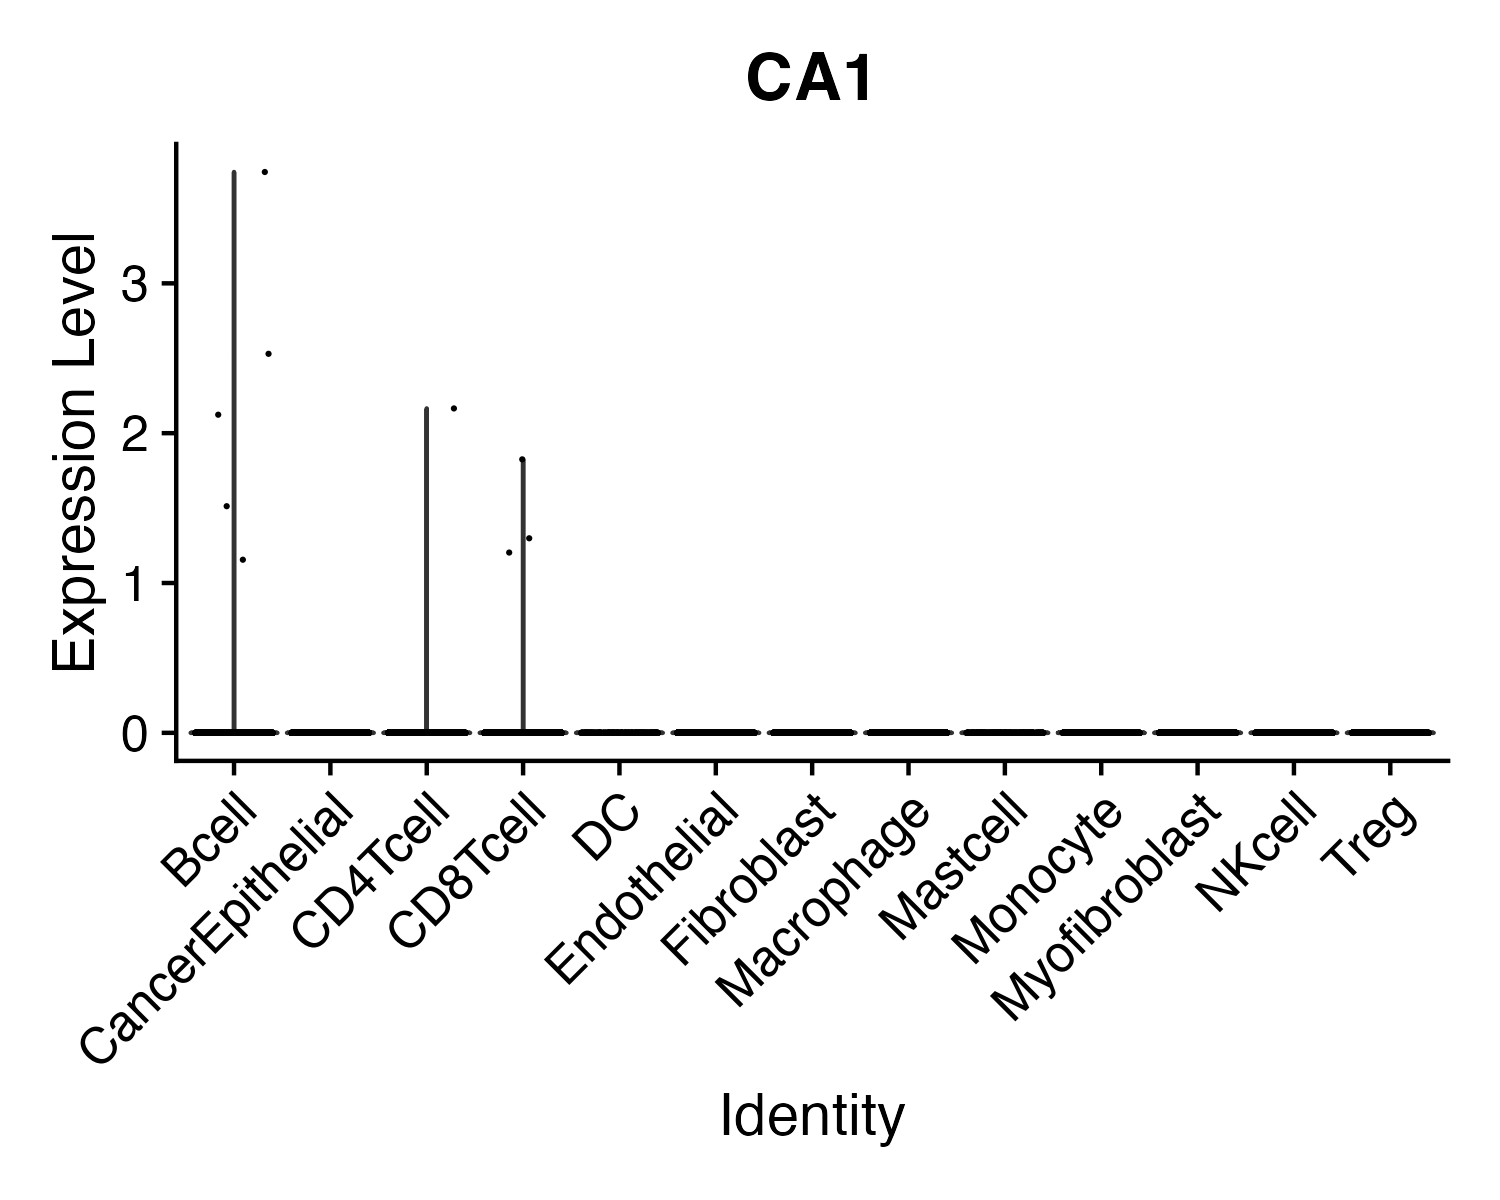 CA1
Expression Level
3
2
1
0
Bcell
CancerEpithelial
CD4Tcell
CD8Tcell
DC
Endothelial
Fibroblast
Macrophage
Mastcell
Monocyte
Myofibroblast
NKcell
Treg
Identity